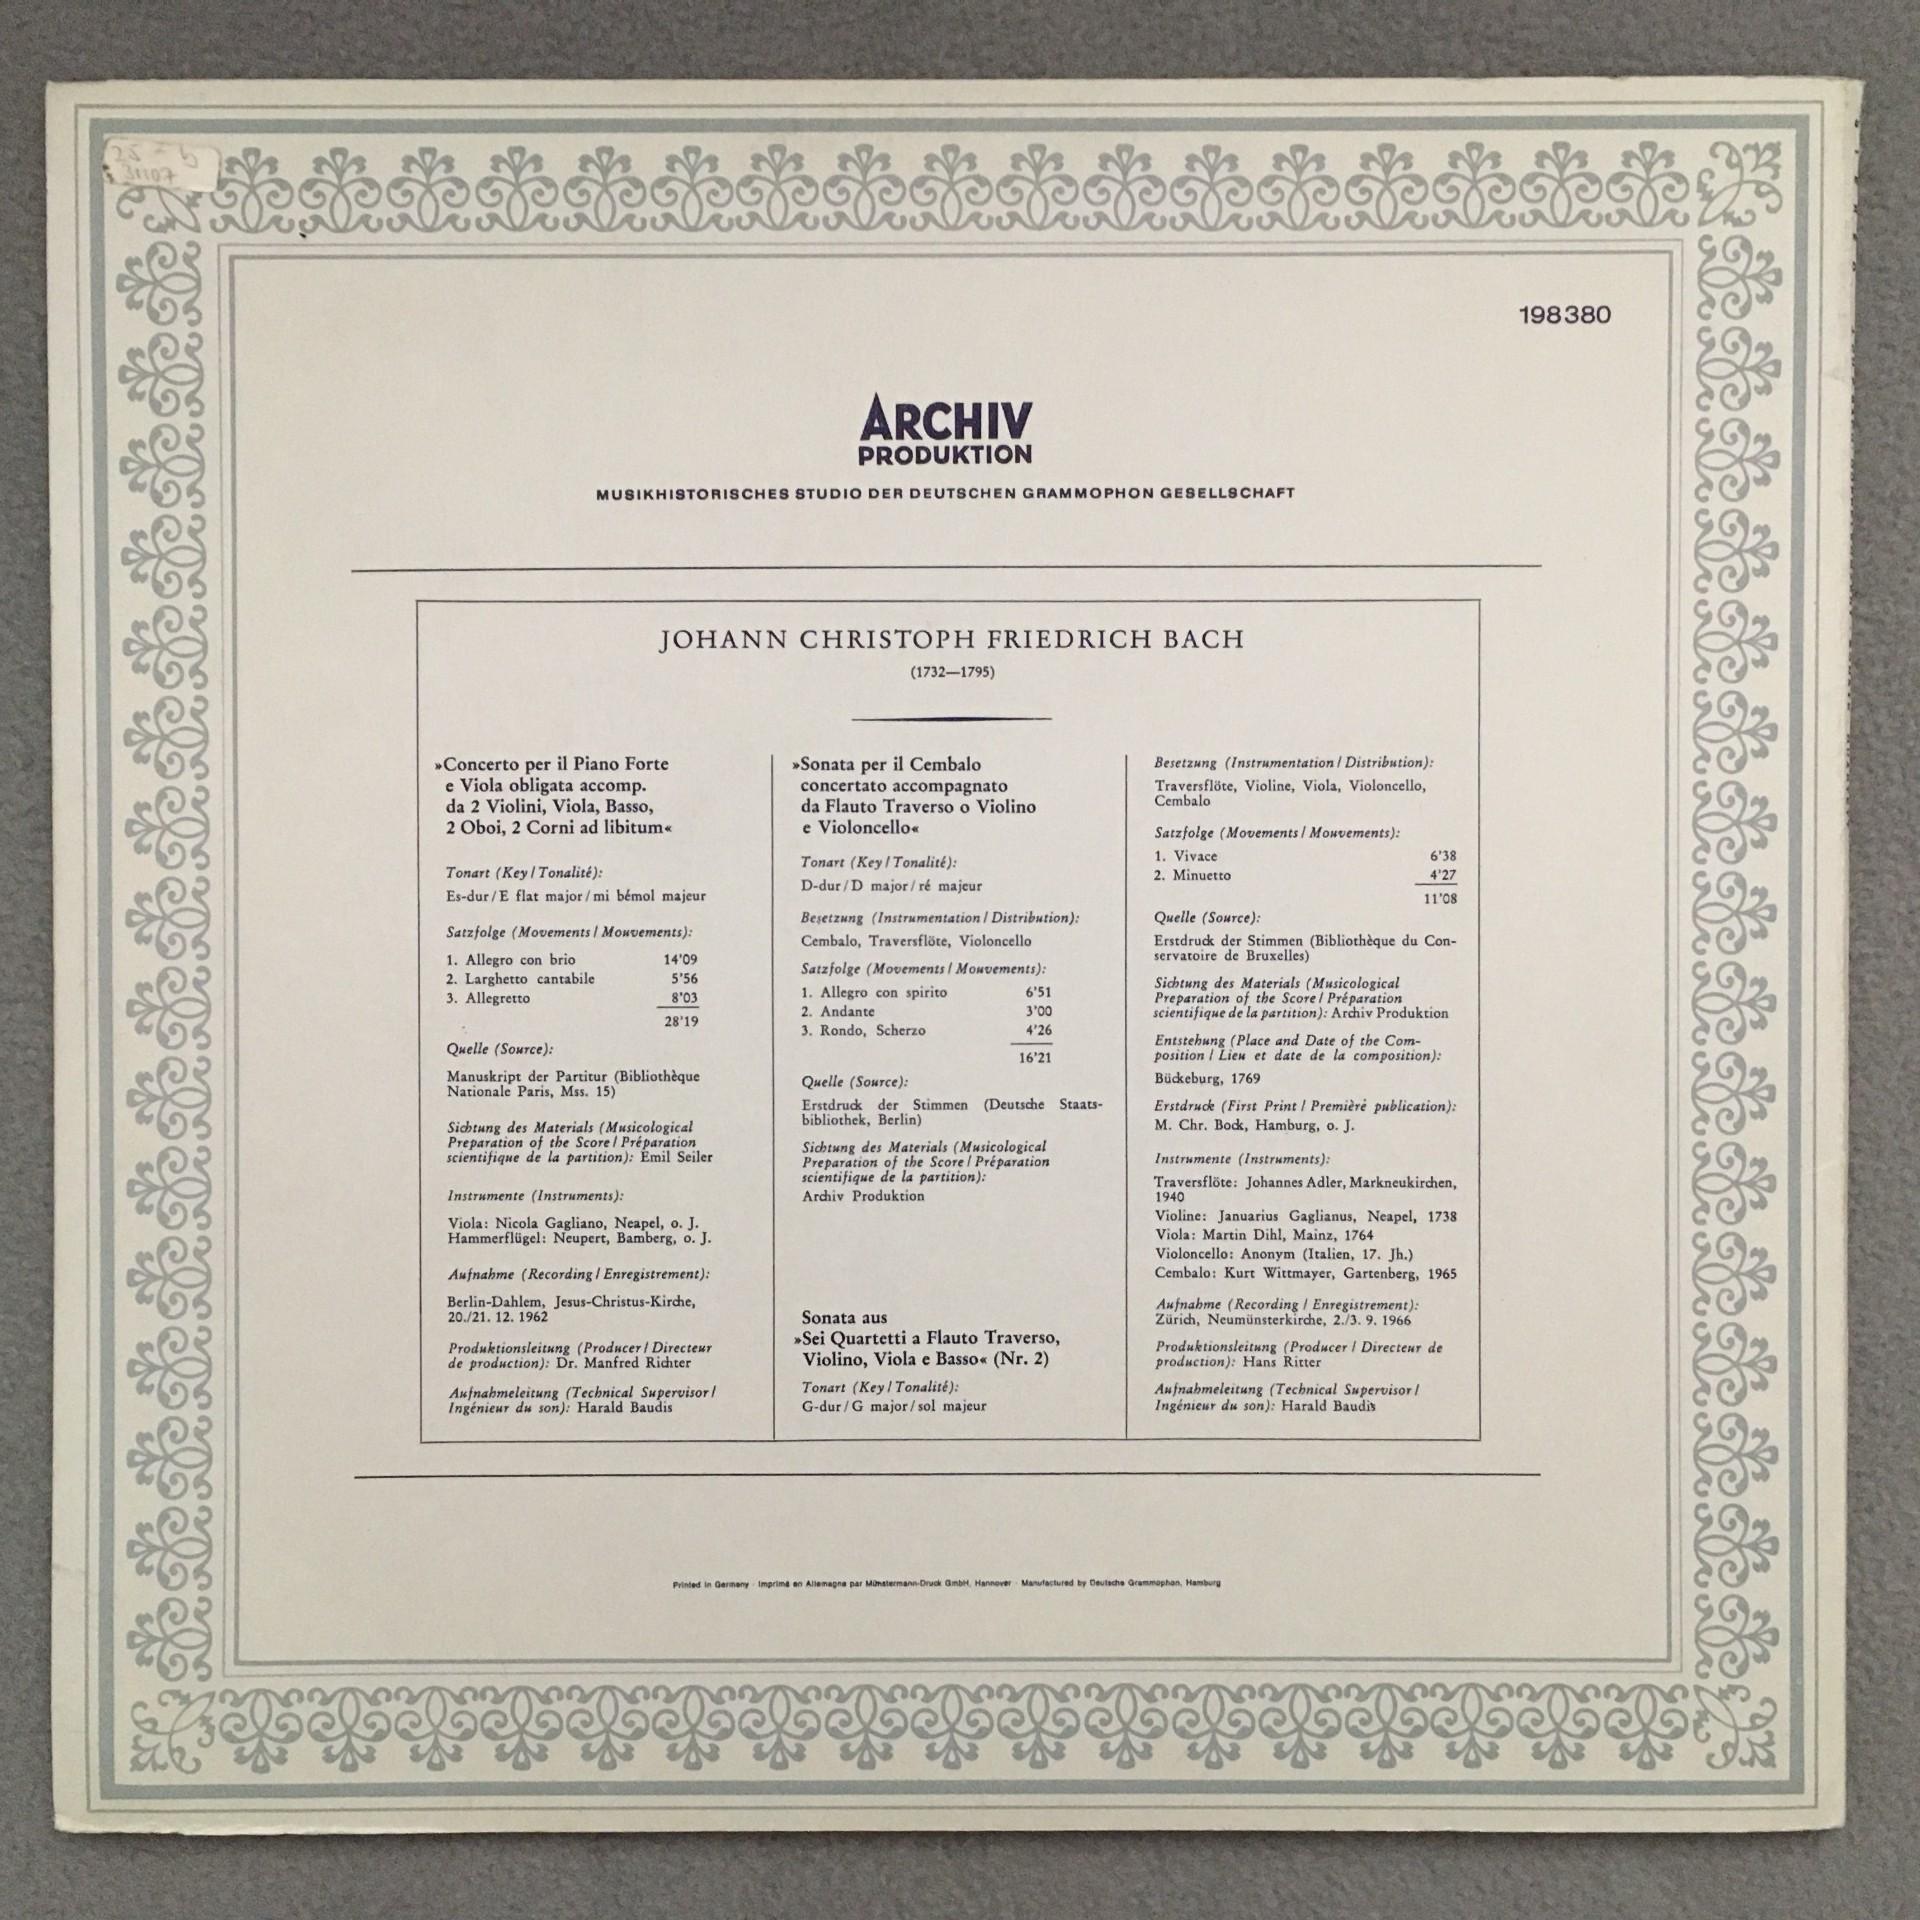 31107
198380
ARCHIV
PRODUKTION
MUSIKHISTORISCHES STUDIO DER DEUTSCHEN GRAMMOPHON GESELLSCHAFT
JOHANN CHRISTOPH FRIEDRICH BACH
(1732—1795)
»Concerto per il Piano Forte
e Viola obligata accomp.
da 2 Violini, Viola, Basso,
2 Oboi, 2 Corni ad libitum«
Tonart (Key / Tonalité):
Es-dur / E flat major / mi bémol majeur
Satzfolge (Movements / Mouvements):
1. Allegro con brio 14'09
2. Larghetto cantabile 5'56
3. Allegretto 8'03
28'19
Quelle (Source):
Manuskript der Partitur (Bibliothèque
Nationale Paris, Mss. 15)
Sichtung des Materials (Musicological
Preparation of the Score / Préparation
scientifique de la partition): Emil Seiler
Instrumente (Instruments):
Viola: Nicola Gagliano, Neapel, o. J.
Hammerflügel: Neupert, Bamberg, o. J.
Aufnahme (Recording / Enregistrement):
Berlin-Dahlem, Jesus-Christus-Kirche,
20./21. 12. 1962
Produktionsleitung (Producer / Directeur
de production): Dr. Manfred Richter
Aufnahmeleitung (Technical Supervisor /
Ingénieur du son): Harald Baudis
»Sonata per il Cembalo
concertato accompagnato
da Flauto Traverso o Violino
e Violoncello«
Tonart (Key / Tonalité):
D-dur / D major / ré majeur
Besetzung (Instrumentation / Distribution):
Cembalo, Traversflöte, Violoncello
Satzfolge (Movements / Mouvements):
1. Allegro con spirito 6'51
2. Andante 3'00
3. Rondo, Scherzo 4'26
16'21
Quelle (Source):
Erstdruck der Stimmen (Deutsche Staats-
bibliothek, Berlin)
Sichtung des Materials (Musicological
Preparation of the Score / Préparation
scientifique de la partition):
Archiv Produktion
Sonata aus
»Sei Quartetti a Flauto Traverso,
Violino, Viola e Basso« (Nr. 2)
Tonart (Key / Tonalité):
G-dur / G major / sol majeur
Besetzung (Instrumentation / Distribution):
Traversflöte, Violine, Viola, Violoncello,
Cembalo
Satzfolge (Movements / Mouvements):
1. Vivace 6'38
2. Minuetto 4'27
11'08
Quelle (Source):
Erstdruck der Stimmen (Bibliothèque du Con-
servatoire de Bruxelles)
Sichtung des Materials (Musicological
Preparation of the Score / Préparation
scientifique de la partition): Archiv Produktion
Entstehung (Place and Date of the Com-
position / Lieu et date de la composition):
Bückeburg, 1769
Erstdruck (First Print / Première publication):
M. Chr. Bock, Hamburg, o. J.
Instrumente (Instruments):
Traversflöte: Johannes Adler, Markneukirchen,
1940
Violine: Januarius Gaglianus, Neapel, 1738
Viola: Martin Dihl, Mainz, 1764
Violoncello: Anonym (Italien, 17. Jh.)
Cembalo: Kurt Wittmayer, Gartenberg, 1965
Aufnahme (Recording / Enregistrement):
Zürich, Neumünsterkirche, 2./3. 9. 1966
Produktionsleitung (Producer / Directeur de
production): Hans Ritter
Aufnahmeleitung (Technical Supervisor /
Ingénieur du son): Harald Baudis
Printed in Germany · Imprimé en Allemagne par Münstermann-Druck GmbH, Hannover · Manufactured by Deutsche Grammophon, Hamburg